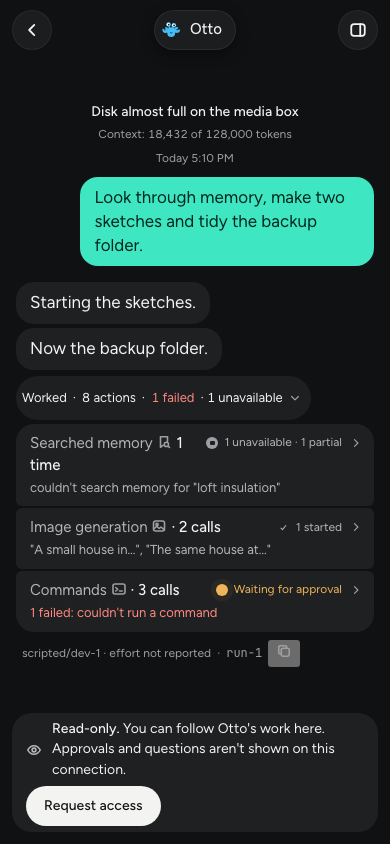 Otto
Disk almost full on the media box
Context: 18,432 of 128,000 tokens
Today 5:10 PM
Look through memory, make two
sketches and tidy the backup
folder.
Starting the sketches.
Now the backup folder.
Worked · 8 actions · 1 failed · 1 unavailable
Searched memory 1 time
1 unavailable · 1 partial
couldn't search memory for "loft insulation"
Image generation · 2 calls
1 started
"A small house in…", "The same house at…"
Commands · 3 calls
Waiting for approval
1 failed: couldn't run a command
scripted/dev-1 · effort not reported · run-1
Read-only. You can follow Otto's work here.
Approvals and questions aren't shown on this
connection.
Request access